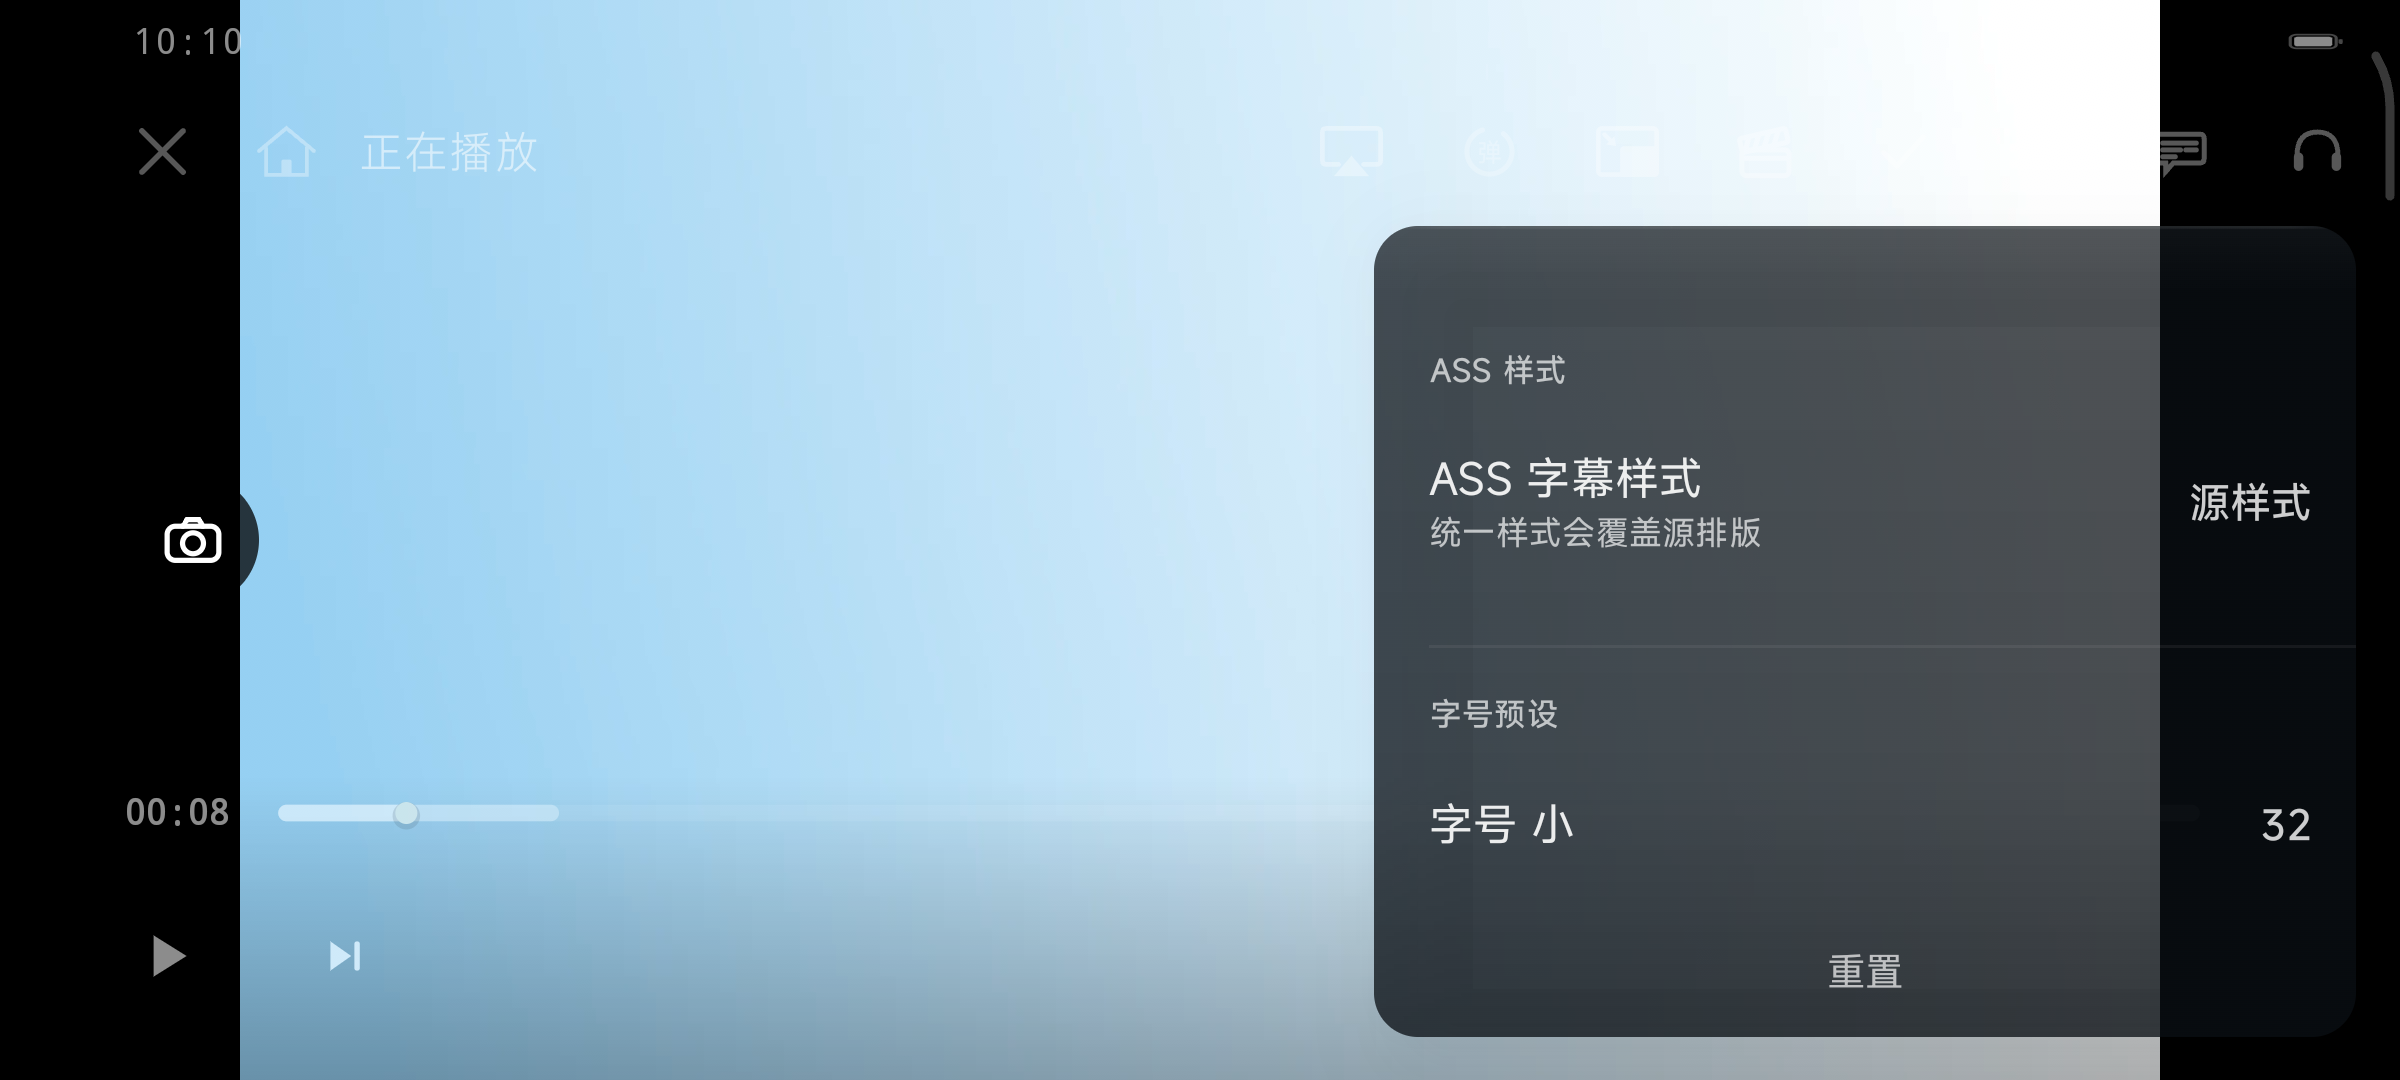 10:10
正在播放
弹
ASS 样式
ASS 字幕样式
统一样式会覆盖源排版
源样式
字号预设
00:08
字号 小
32
重置